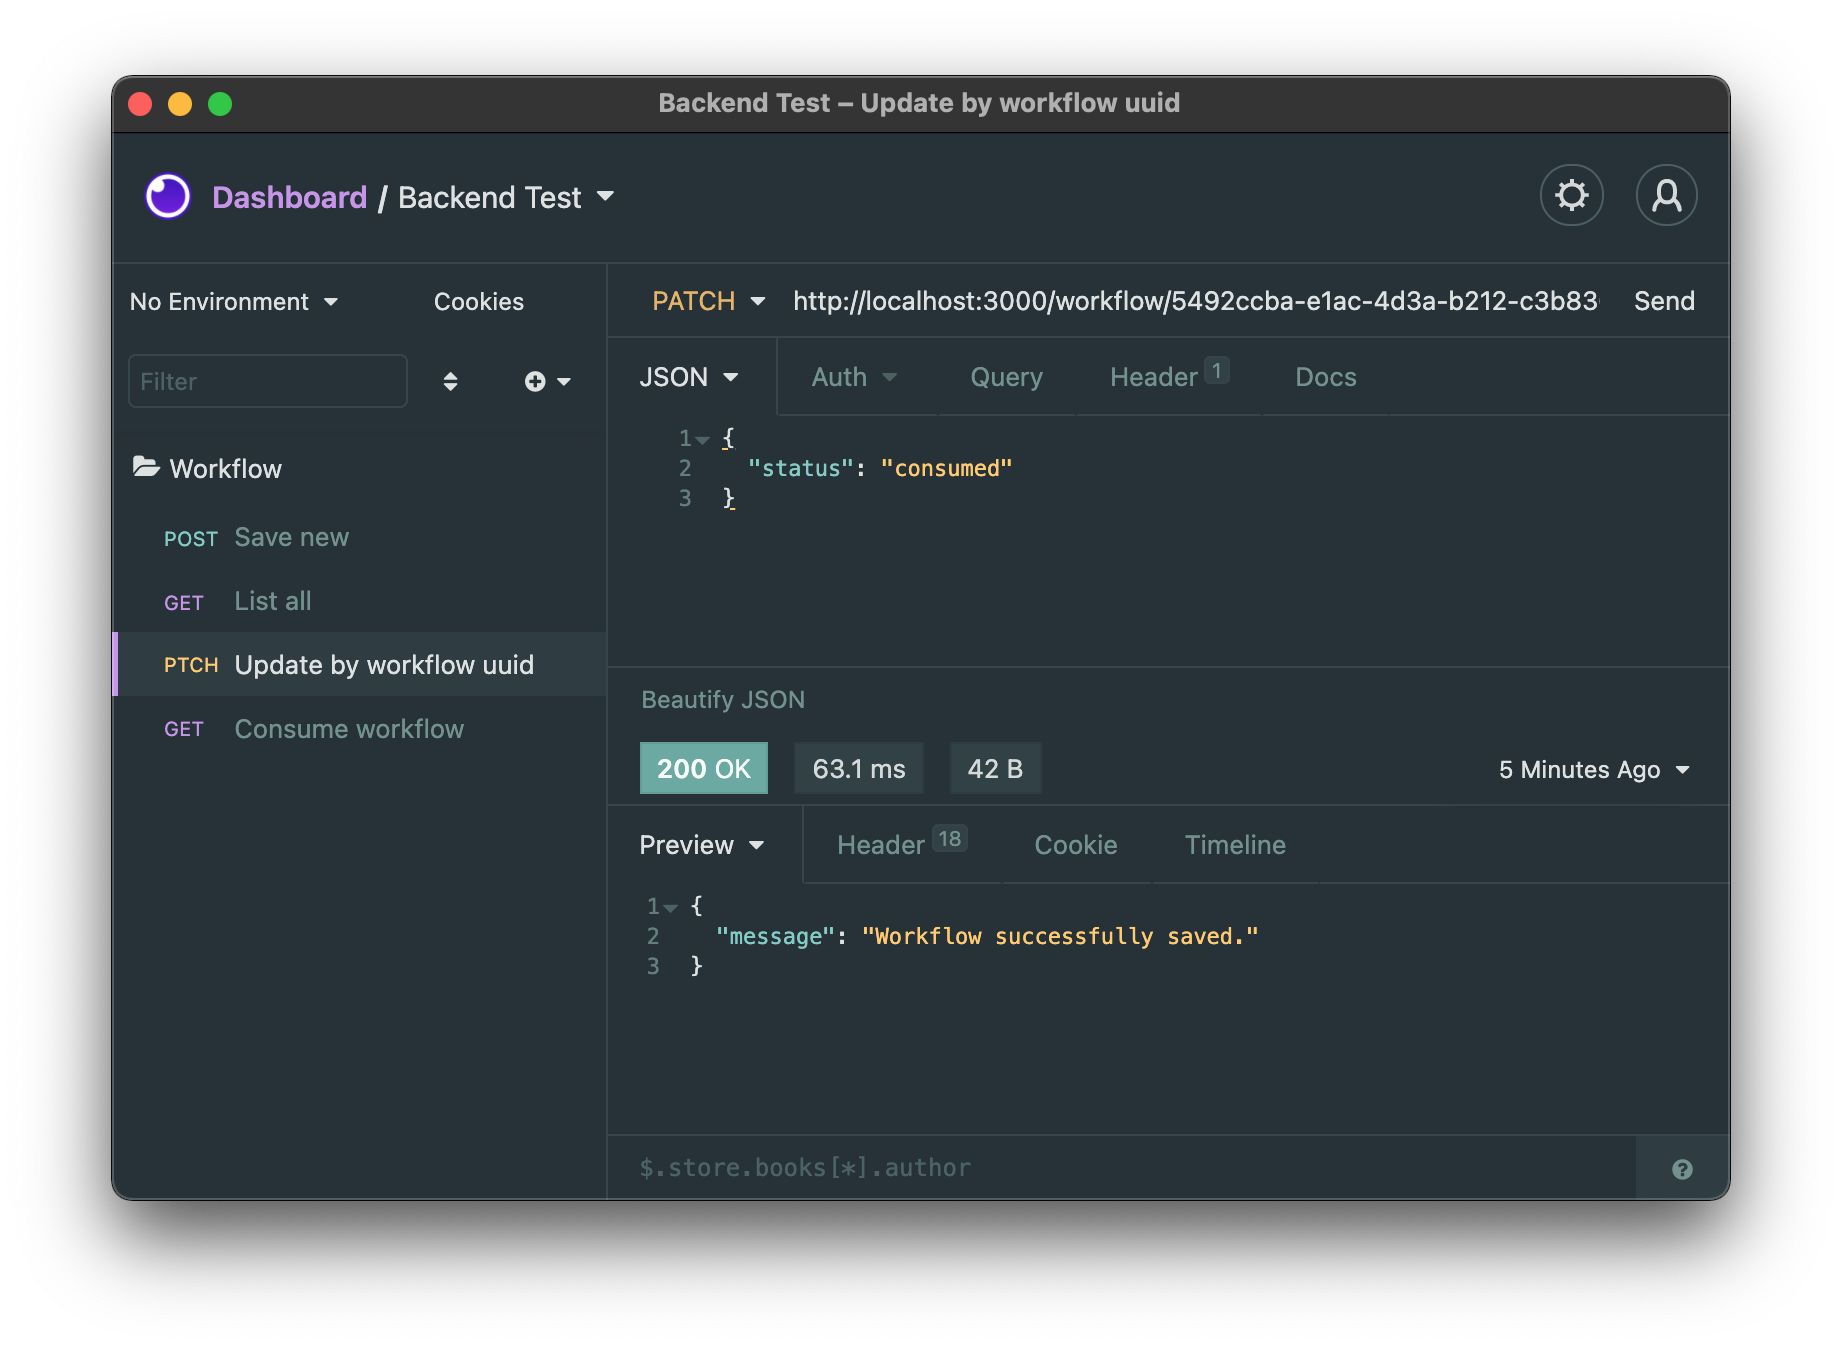 Backend Test – Update by workflow uuid
Dashboard / Backend Test
No Environment
Cookies
Filter
Workflow
POST Save new
GET List all
PTCH Update by workflow uuid
GET Consume workflow
PATCH http://localhost:3000/workflow/5492ccba-e1ac-4d3a-b212-c3b83 Send
JSON Auth Query Header 1 Docs
1 {
2 "status": "consumed"
3 }
Beautify JSON
200 OK 63.1 ms 42 B 5 Minutes Ago
Preview Header 18 Cookie Timeline
1 {
2 "message": "Workflow successfully saved."
3 }
$.store.books[*].author
?